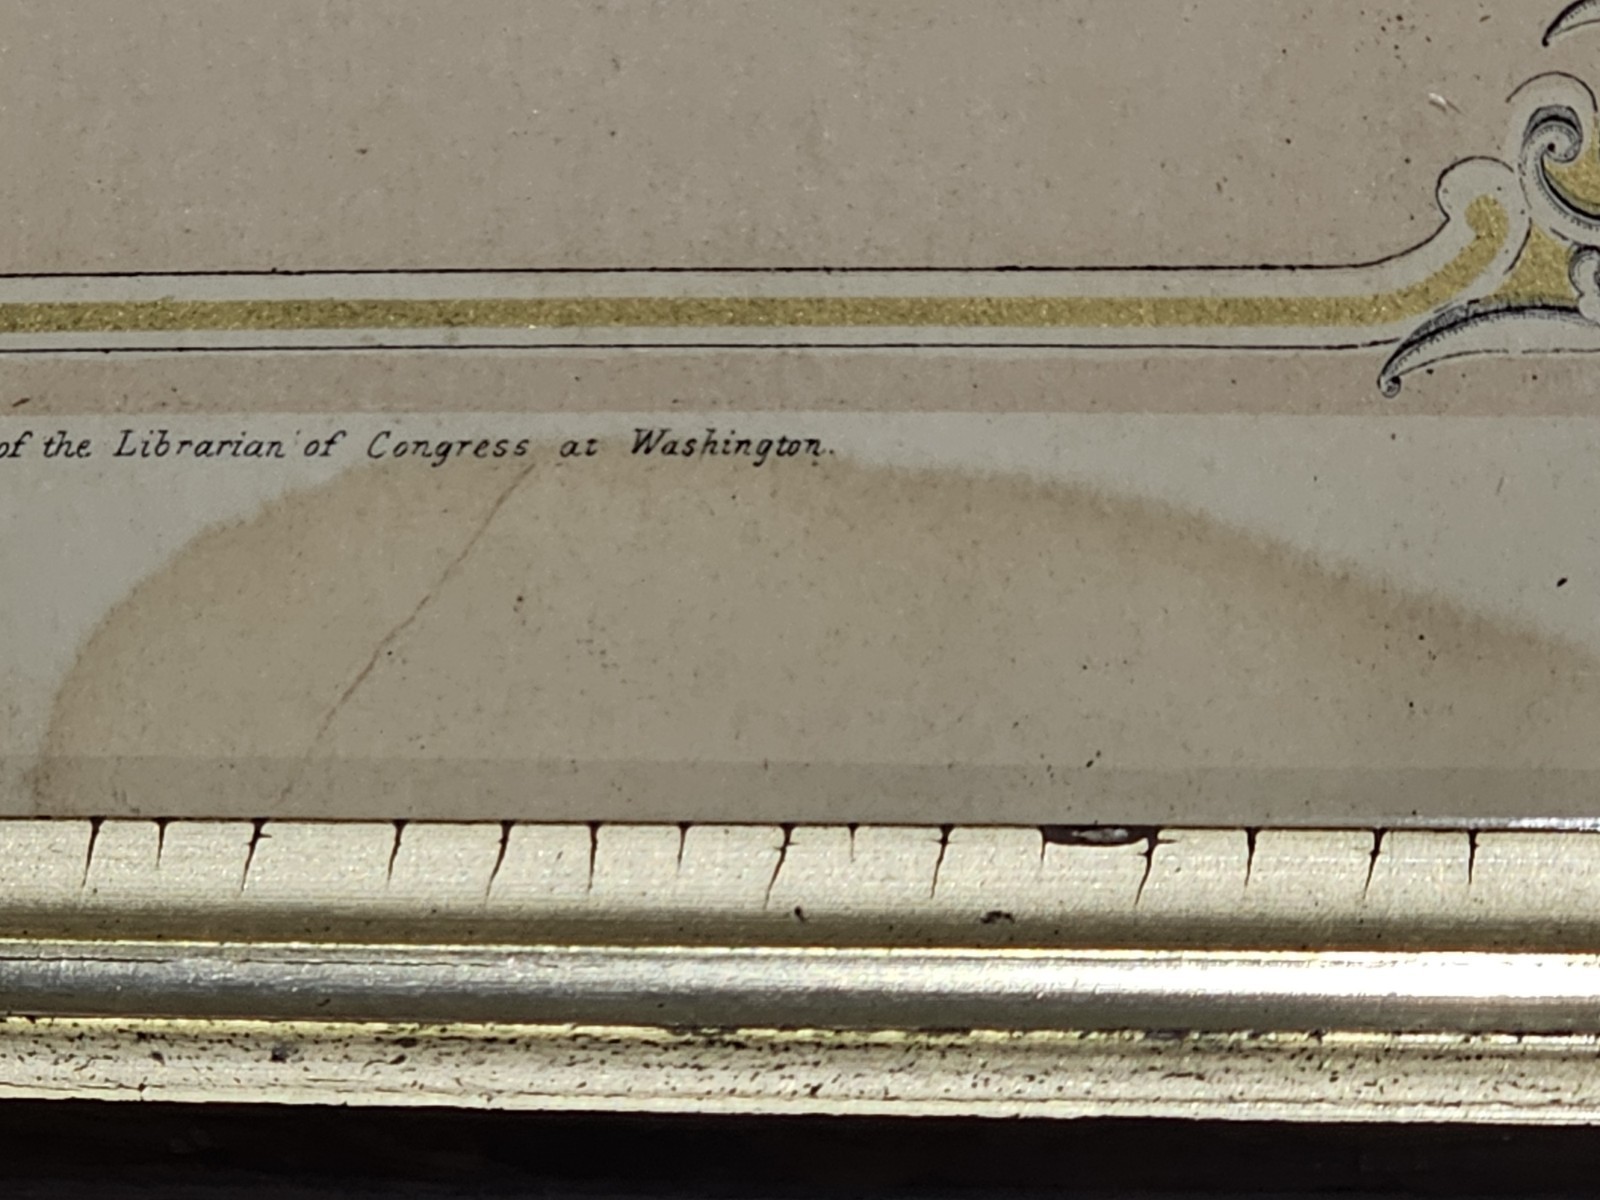 of the Librarian of Congress at Washington.